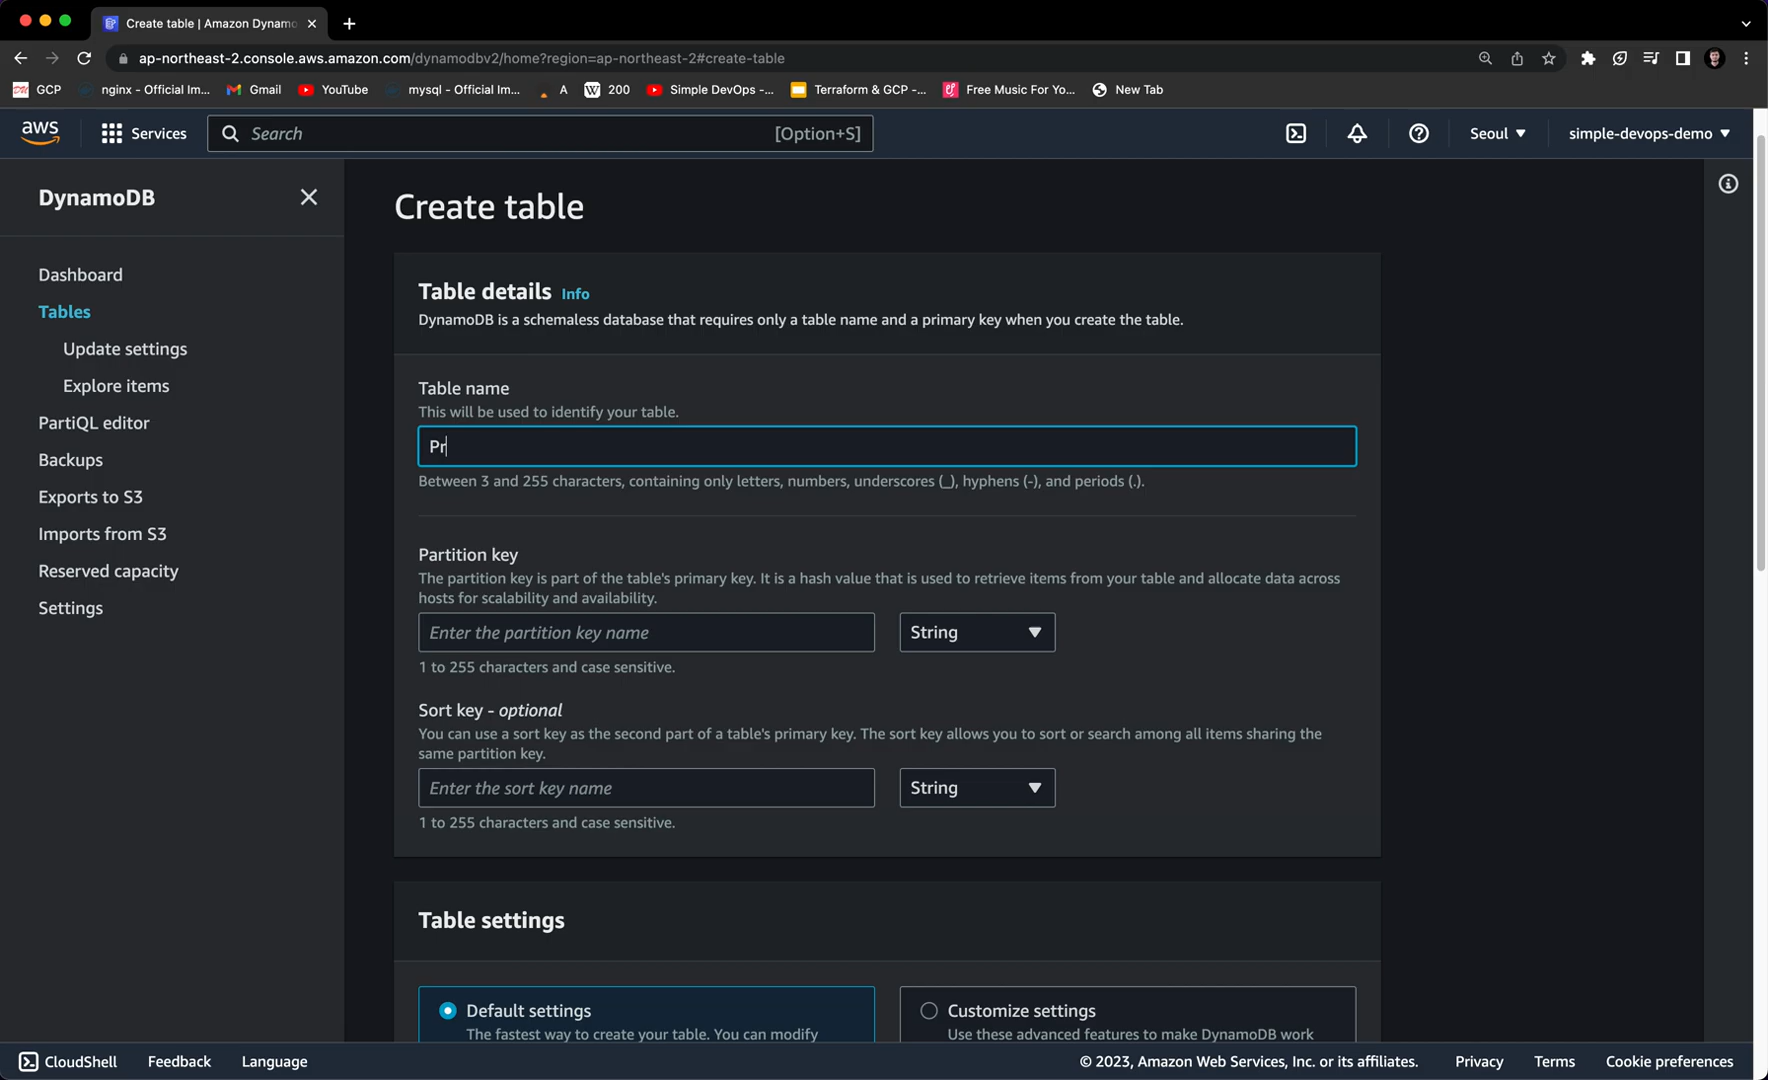 Create table | Amazon Dynamo
ap-northeast-2.console.aws.amazon.com/dynamodbv2/home?region=ap-northeast-2#create-table
GCP
nginx - Official Im...
Gmail
YouTube
mysql - Official Im...
A
200
Simple DevOps -...
Terraform & GCP -...
Free Music For Yo...
New Tab
aws
Services
Search
[Option+S]
Seoul
simple-devops-demo
DynamoDB
Dashboard
Tables
Update settings
Explore items
PartiQL editor
Backups
Exports to S3
Imports from S3
Reserved capacity
Settings
Create table
Table details Info
DynamoDB is a schemaless database that requires only a table name and a primary key when you create the table.
Table name
This will be used to identify your table.
Pr
Between 3 and 255 characters, containing only letters, numbers, underscores (_), hyphens (-), and periods (.).
Partition key
The partition key is part of the table's primary key. It is a hash value that is used to retrieve items from your table and allocate data across
hosts for scalability and availability.
Enter the partition key name
String
1 to 255 characters and case sensitive.
Sort key - optional
You can use a sort key as the second part of a table's primary key. The sort key allows you to sort or search among all items sharing the
same partition key.
Enter the sort key name
String
1 to 255 characters and case sensitive.
Table settings
Default settings
The fastest way to create your table. You can modify
Customize settings
Use these advanced features to make DynamoDB work
CloudShell
Feedback
Language
© 2023, Amazon Web Services, Inc. or its affiliates.
Privacy
Terms
Cookie preferences